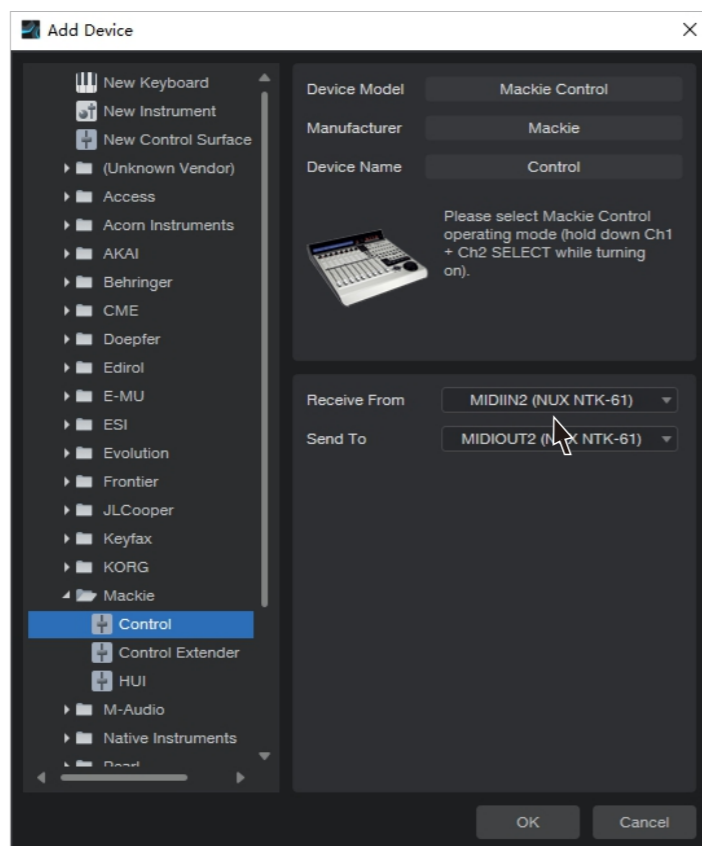 Add Device
New Keyboard
New Instrument
New Control Surface
(Unknown Vendor)
Access
Acorn Instruments
AKAI
Behringer
CME
Doepfer
Edirol
E-MU
ESI
Evolution
Frontier
JLCooper
Keyfax
KORG
Mackie
Control
Control Extender
HUI
M-Audio
Native Instruments
Pearl
Device Model Mackie Control
Manufacturer Mackie
Device Name Control
Please select Mackie Control
operating mode (hold down Ch1
+ Ch2 SELECT while turning
on).
Receive From MIDIIN2 (NUX NTK-61)
Send To MIDIOUT2 (NUX NTK-61)
OK Cancel